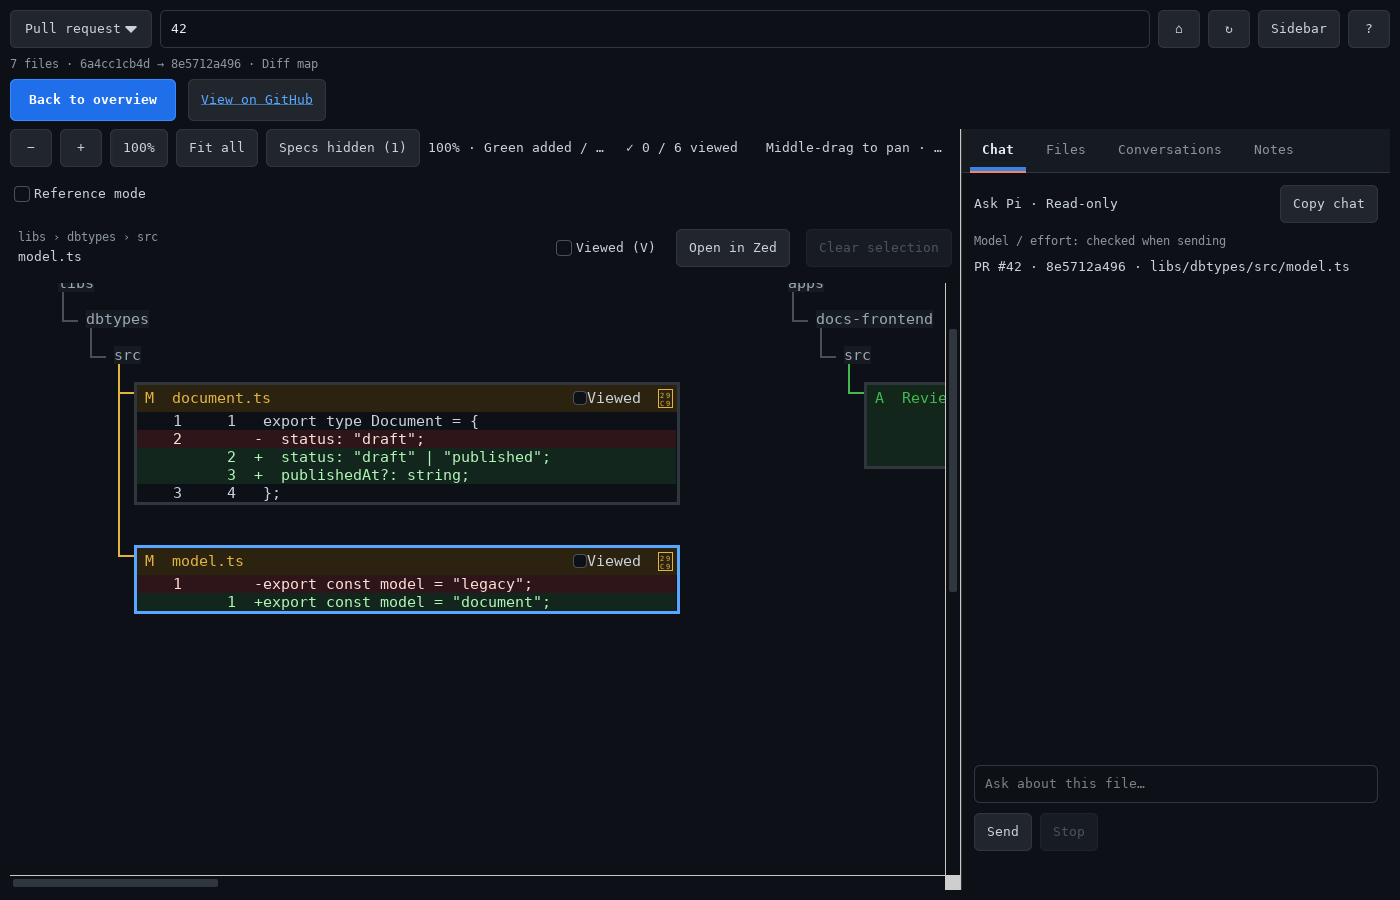 Pull request
42
⌂
↻
Sidebar
?
7 files · 6a4cc1cb4d → 8e5712a496 · Diff map
Back to overview
View on GitHub
−
+
100%
Fit all
Specs hidden (1)
100% · Green added / …
✓ 0 / 6 viewed
Middle-drag to pan · …
Reference mode
libs › dbtypes › src
model.ts
Viewed (V)
Open in Zed
Clear selection
libs
dbtypes
src
M document.ts
Viewed
29C9
1 1 export type Document = {
2 - status: "draft";
2 + status: "draft" | "published";
3 + publishedAt?: string;
3 4 };
M model.ts
Viewed
29C9
1 -export const model = "legacy";
1 +export const model = "document";
apps
docs-frontend
src
A Revie
Chat
Files
Conversations
Notes
Ask Pi · Read-only
Copy chat
Model / effort: checked when sending
PR #42 · 8e5712a496 · libs/dbtypes/src/model.ts
Ask about this file…
Send
Stop